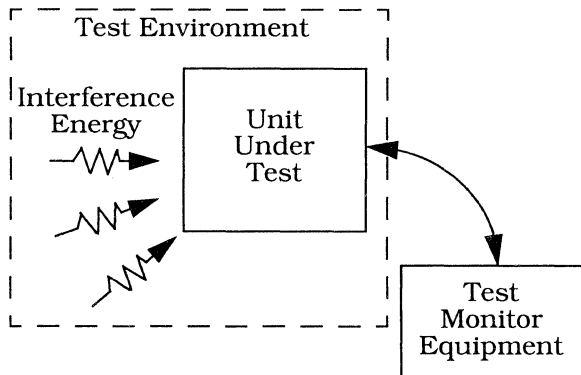 Test Environment
Interference
Energy
Unit
Under
Test
Test
Monitor
Equipment